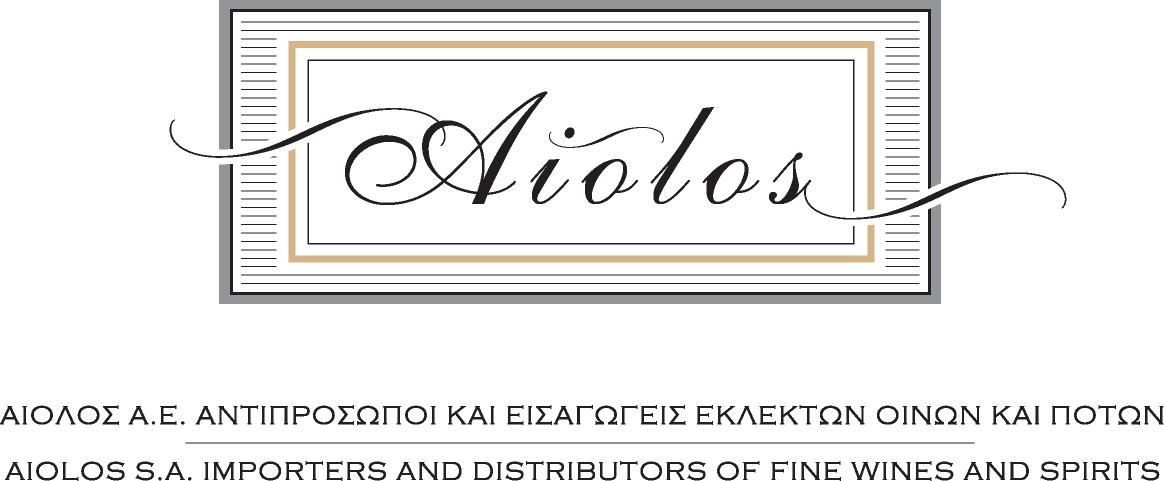 Aiolos
ΑΙΟΛΟΣ Α.Ε. ΑΝΤΙΠΡΟΣΩΠΟΙ ΚΑΙ ΕΙΣΑΓΩΓΕΙΣ ΕΚΛΕΚΤΩΝ ΟΙΝΩΝ ΚΑΙ ΠΟΤΩΝ
AIOLOS S.A. IMPORTERS AND DISTRIBUTORS OF FINE WINES AND SPIRITS